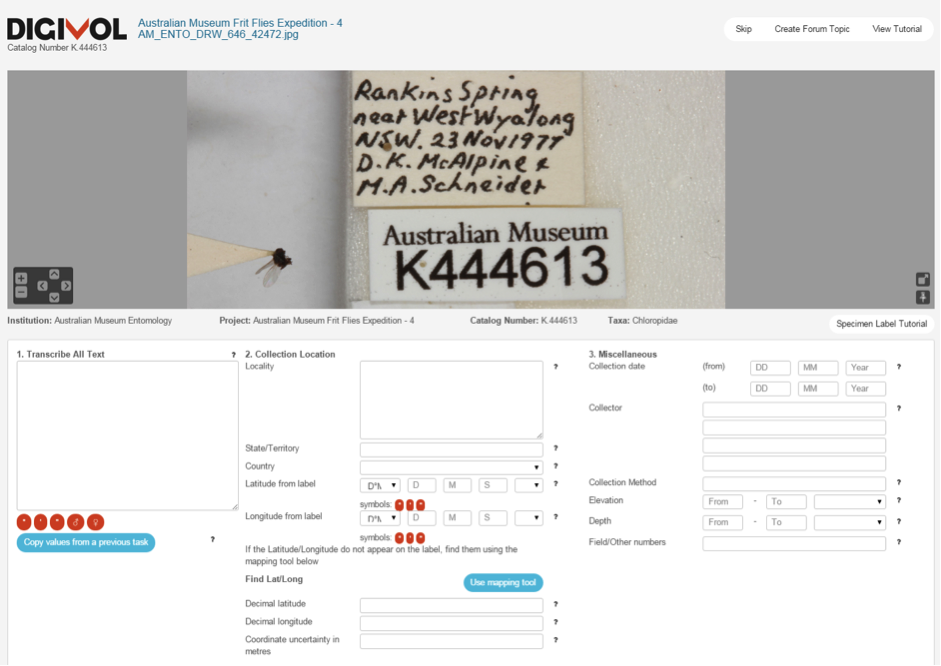 DIGIVOL
Australian Museum Frit Flies Expedition - 4
AM_ENTO_DRW_646_42472.jpg
Catalog Number K.444613
Skip
Create Forum Topic
View Tutorial
Rankins Spring
near West Wyalong
NSW. 23 Nov 1977
D.K. McAlpine &
M.A. Schneider
Australian Museum
K444613
Institution: Australian Museum Entomology
Project: Australian Museum Frit Flies Expedition - 4
Catalog Number: K.444613
Taxa: Chloropidae
Specimen Label Tutorial
1. Transcribe All Text ?
Copy values from a previous task ?
2. Collection Location
Locality ?
State/Territory ?
Country ?
Latitude from label D M S ?
symbols: ° ' "
Longitude from label D M S ?
symbols: ° ' "
If the Latitude/Longitude do not appear on the label, find them using the
mapping tool below
Find Lat/Long Use mapping tool
Decimal latitude ?
Decimal longitude ?
Coordinate uncertainty in ?
metres
3. Miscellaneous
Collection date (from) DD MM Year ?
(to) DD MM Year
Collector ?
Collection Method ?
Elevation From - To ?
Depth From - To ?
Field/Other numbers ?